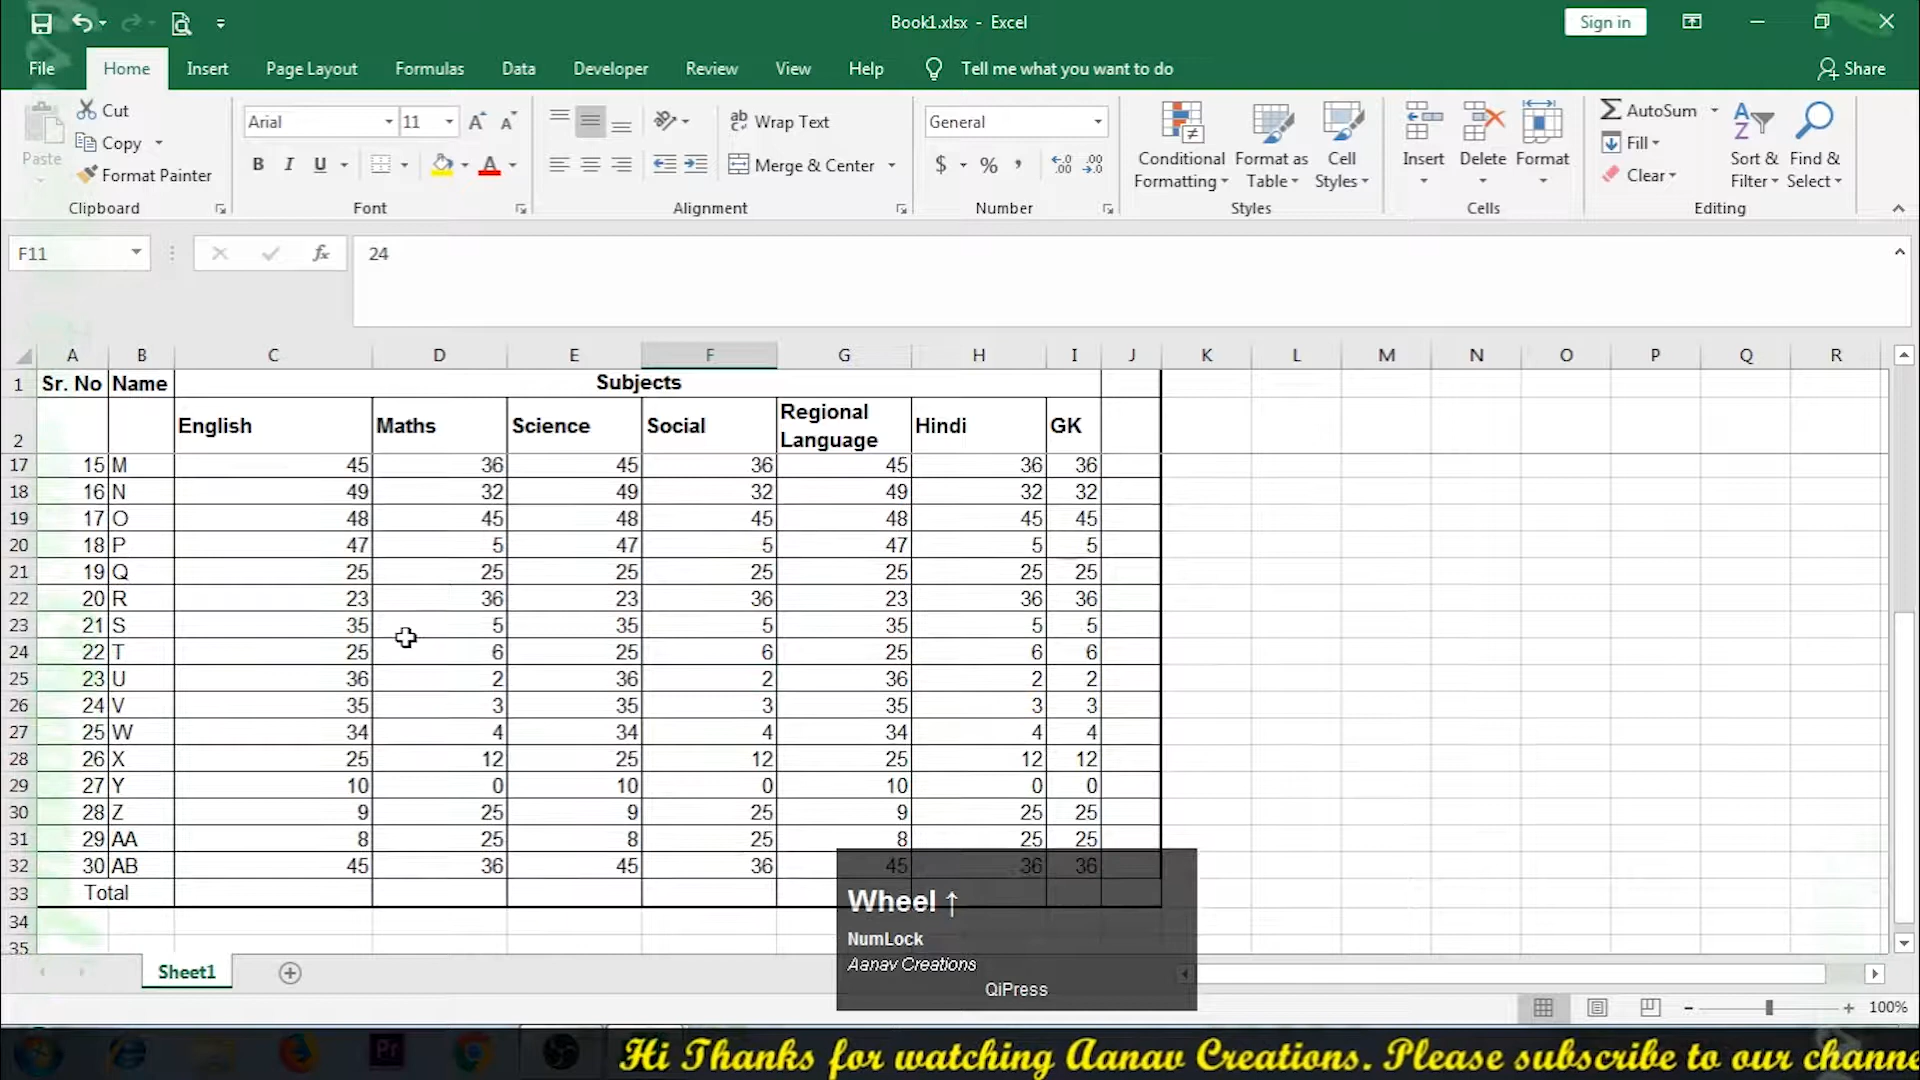 Book1.xlsx - Excel
Sign in
File Home Insert Page Layout Formulas Data Developer Review View Help Tell me what you want to do Share
Paste
Cut
Copy
Format Painter
Clipboard
Arial 11
B I U
Font
Wrap Text
Merge & Center
Alignment
General
$ % ,
Number
Conditional Formatting
Format as Table
Cell Styles
Styles
Insert Delete Format
Cells
AutoSum
Fill
Clear
Sort & Filter
Find & Select
Editing
F11 fx 24
A B C D E F G H I J K L M N O P Q R
1 Sr. No Name Subjects
2 English Maths Science Social Regional Language Hindi GK
17 15 M 45 36 45 36 45 36 36
18 16 N 49 32 49 32 49 32 32
19 17 O 48 45 48 45 48 45 45
20 18 P 47 5 47 5 47 5 5
21 19 Q 25 25 25 25 25 25 25
22 20 R 23 36 23 36 23 36 36
23 21 S 35 5 35 5 35 5 5
24 22 T 25 6 25 6 25 6 6
25 23 U 36 2 36 2 36 2 2
26 24 V 35 3 35 3 35 3 3
27 25 W 34 4 34 4 34 4 4
28 26 X 25 12 25 12 25 12 12
29 27 Y 10 0 10 0 10 0 0
30 28 Z 9 25 9 25 9 25 25
31 29 AA 8 25 8 25 8 25 25
32 30 AB 45 36 45 36 45 36 36
33 Total
34
35
Wheel ↑
NumLock
Aanav Creations
QiPress
Sheet1
100%
Pr
Hi Thanks for watching Aanav Creations. Please subscribe to our channe